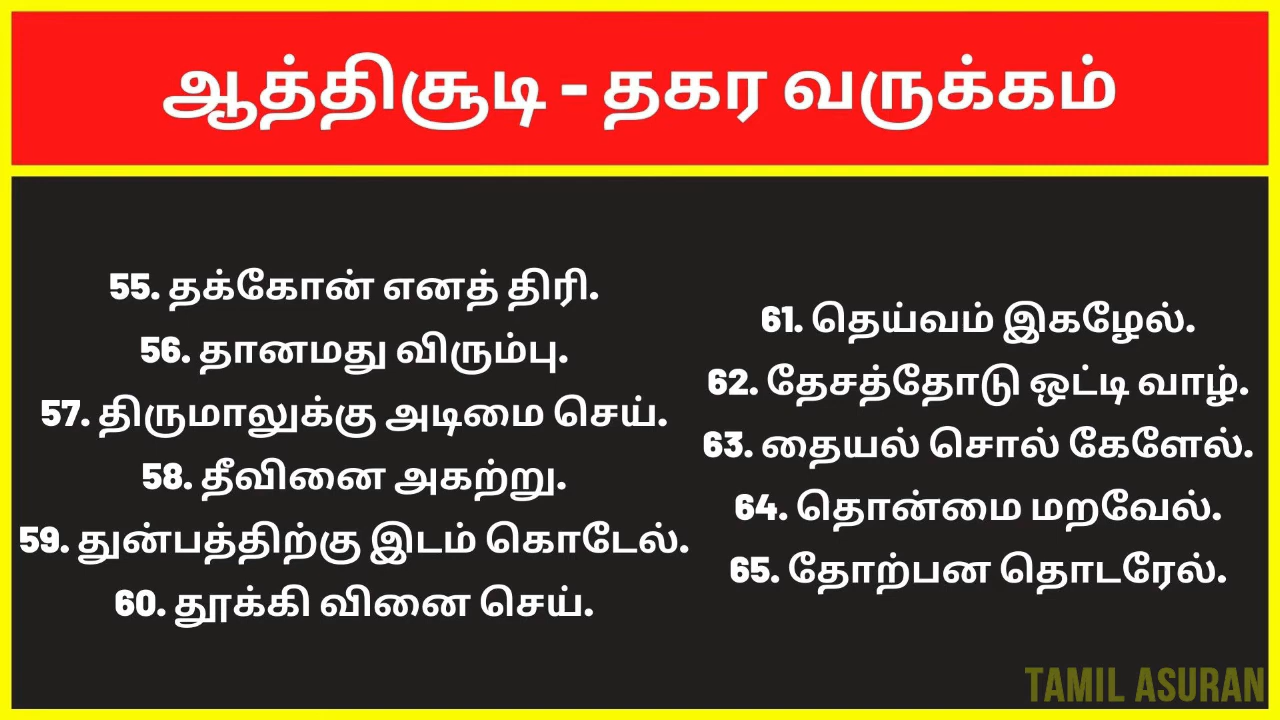 ஆத்திசூடி - தகர வருக்கம்
55. தக்கோன் எனத் திரி.
56. தானமது விரும்பு.
57. திருமாலுக்கு அடிமை செய்.
58. தீவினை அகற்று.
59. துன்பத்திற்கு இடம் கொடேல்.
60. தூக்கி வினை செய்.
61. தெய்வம் இகழேல்.
62. தேசத்தோடு ஒட்டி வாழ்.
63. தையல் சொல் கேளேல்.
64. தொன்மை மறவேல்.
65. தோற்பன தொடரேல்.
TAMIL ASURAN